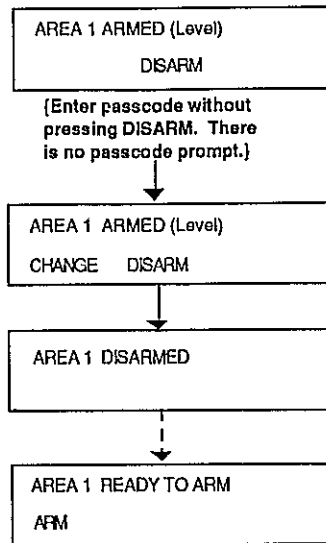 AREA 1 ARMED (Level)
DISARM
{Enter passcode without
pressing DISARM. There
is no passcode prompt.}
AREA 1 ARMED (Level)
CHANGE DISARM
AREA 1 DISARMED
AREA 1 READY TO ARM
ARM